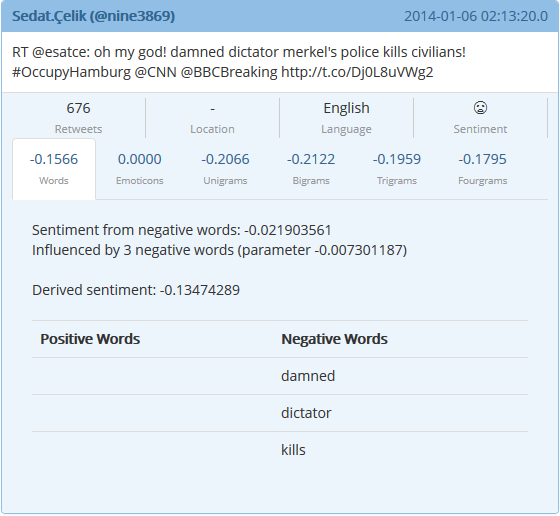 Sedat.Çelik (@nine3869) 2014-01-06 02:13:20.0
RT @esatce: oh my god! damned dictator merkel's police kills civilians!
#OccupyHamburg @CNN @BBCBreaking http://t.co/Dj0L8uVWg2
676 - English
Retweets Location Language Sentiment
-0.1566 0.0000 -0.2066 -0.2122 -0.1959 -0.1795
Words Emoticons Unigrams Bigrams Trigrams Fourgrams
Sentiment from negative words: -0.021903561
Influenced by 3 negative words (parameter -0.007301187)
Derived sentiment: -0.13474289
Positive Words Negative Words
damned
dictator
kills